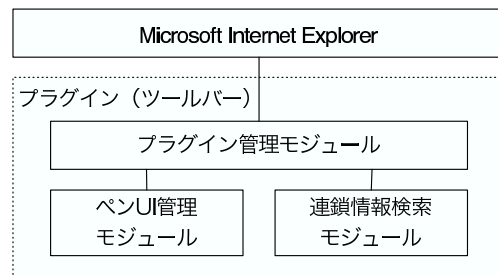 Microsoft Internet Explorer
プラグイン（ツールバー）
プラグイン管理モジュール
ペンUI管理
モジュール
連鎖情報検索
モジュール